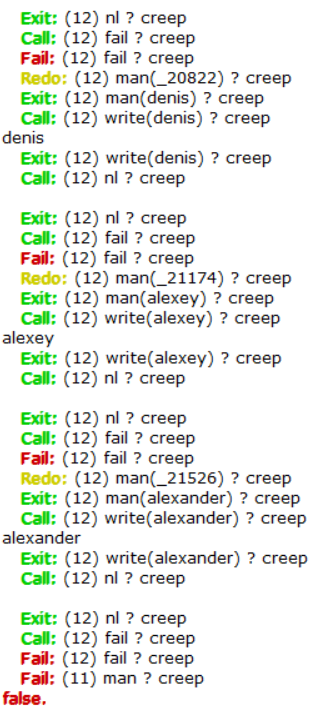 Exit: (12) nl ? creep
Call: (12) fail ? creep
Fail: (12) fail ? creep
Redo: (12) man(_20822) ? creep
Exit: (12) man(denis) ? creep
Call: (12) write(denis) ? creep
denis
Exit: (12) write(denis) ? creep
Call: (12) nl ? creep
Exit: (12) nl ? creep
Call: (12) fail ? creep
Fail: (12) fail ? creep
Redo: (12) man(_21174) ? creep
Exit: (12) man(alexey) ? creep
Call: (12) write(alexey) ? creep
alexey
Exit: (12) write(alexey) ? creep
Call: (12) nl ? creep
Exit: (12) nl ? creep
Call: (12) fail ? creep
Fail: (12) fail ? creep
Redo: (12) man(_21526) ? creep
Exit: (12) man(alexander) ? creep
Call: (12) write(alexander) ? creep
alexander
Exit: (12) write(alexander) ? creep
Call: (12) nl ? creep
Exit: (12) nl ? creep
Call: (12) fail ? creep
Fail: (12) fail ? creep
Fail: (11) man ? creep
false.